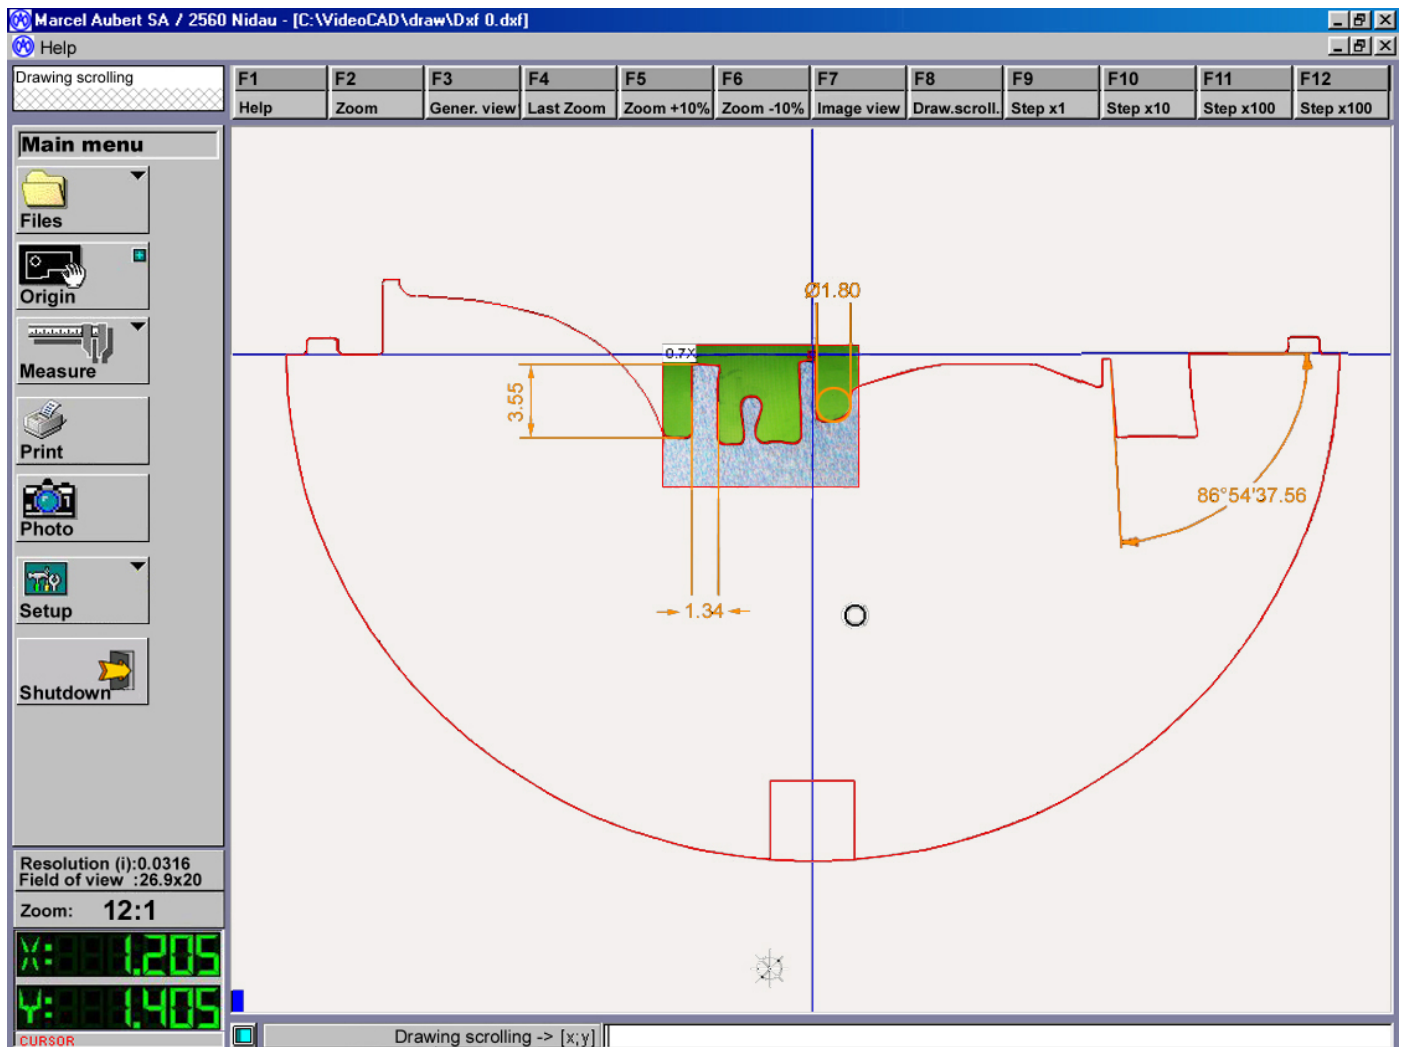 Marcel Aubert SA / 2560 Nidau - [C:\VideoCAD\draw\Dxf 0.dxf]
Help
Drawing scrolling
F1 F2 F3 F4 F5 F6 F7 F8 F9 F10 F11 F12
Help Zoom Gener. view Last Zoom Zoom +10% Zoom -10% Image view Draw.scroll. Step x1 Step x10 Step x100 Step x100
Main menu
Files
Origin
Measure
Print
Photo
Setup
Shutdown
Ø1.80
0.7X
3.55
86°54'37.56
1.34
Resolution (i):0.0316
Field of view :26.9x20
Zoom: 12:1
X: 1.205
Y: 1.405
CURSOR
Drawing scrolling -> [x;y]